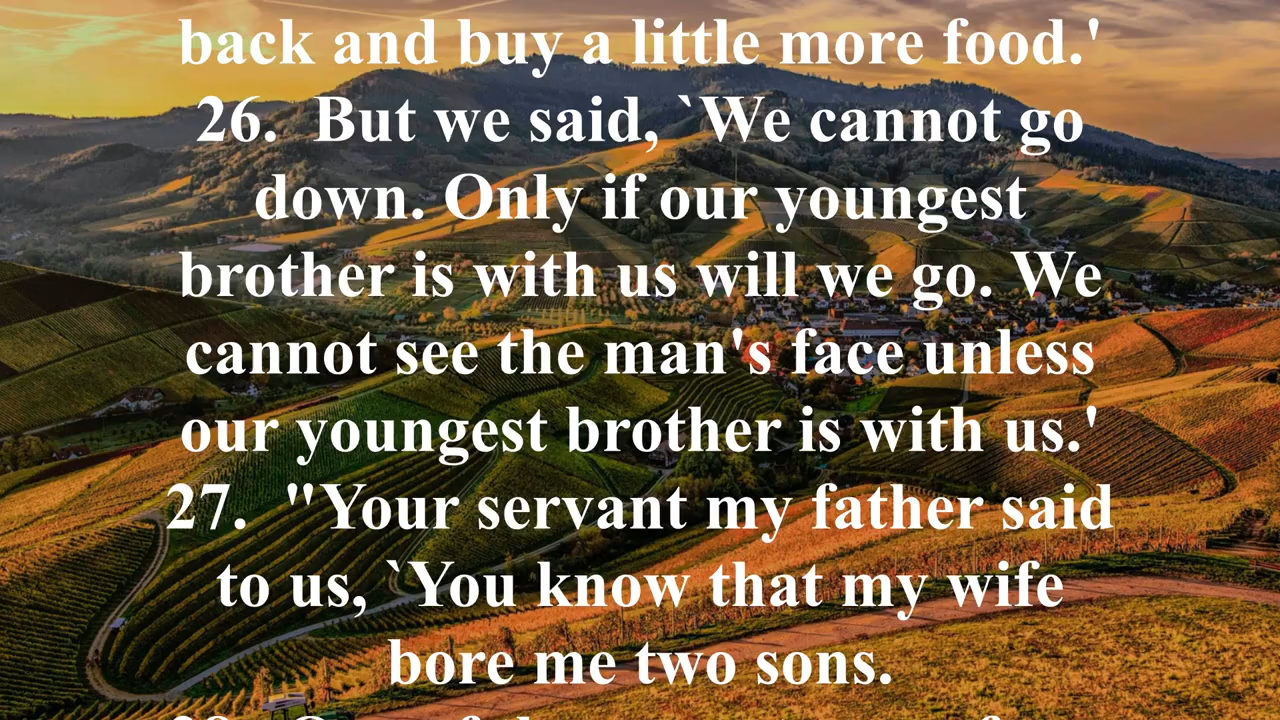 back and buy a little more food.'
26.  But we said, `We cannot go
down. Only if our youngest
brother is with us will we go. We
cannot see the man's face unless
our youngest brother is with us.'
27.  "Your servant my father said
to us, `You know that my wife
bore me two sons.